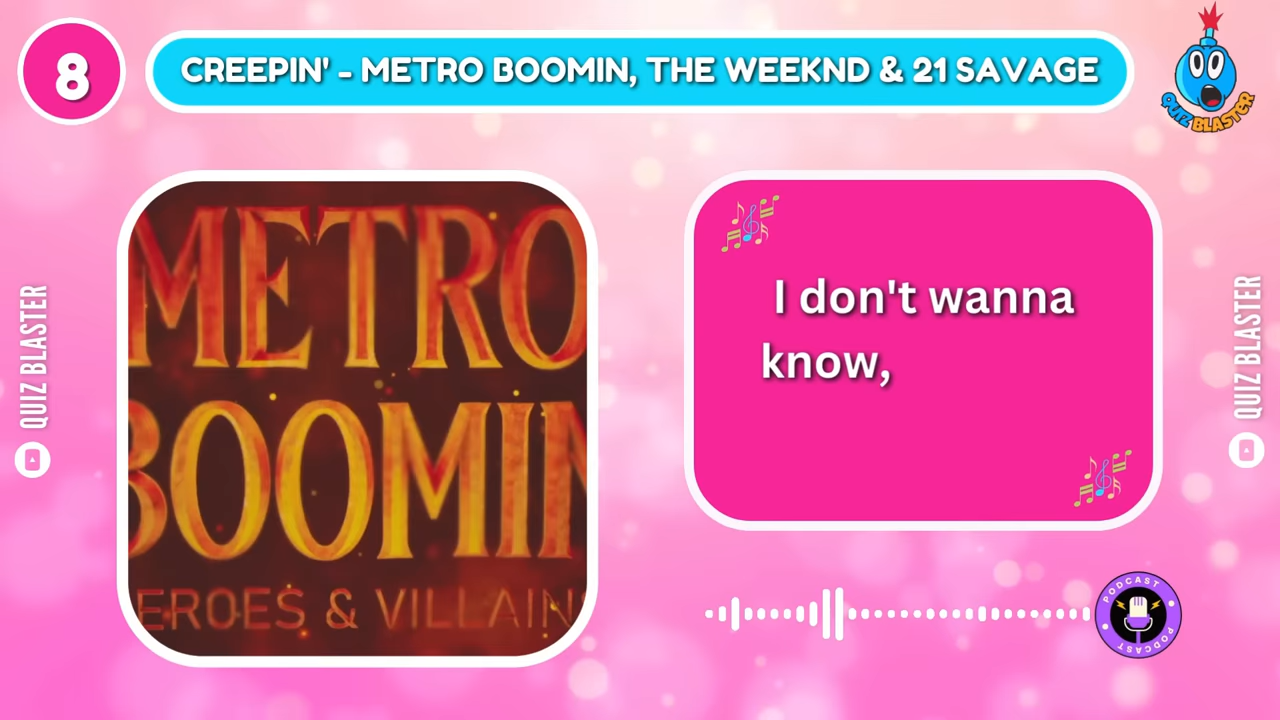 8
CREEPIN' - METRO BOOMIN, THE WEEKND & 21 SAVAGE
QUIZ BLASTER
METRO
BOOMIN
EROES & VILLAINS
I don't wanna
know,
QUIZ BLASTER
QUIZ BLASTER
PODCAST
PODCAST